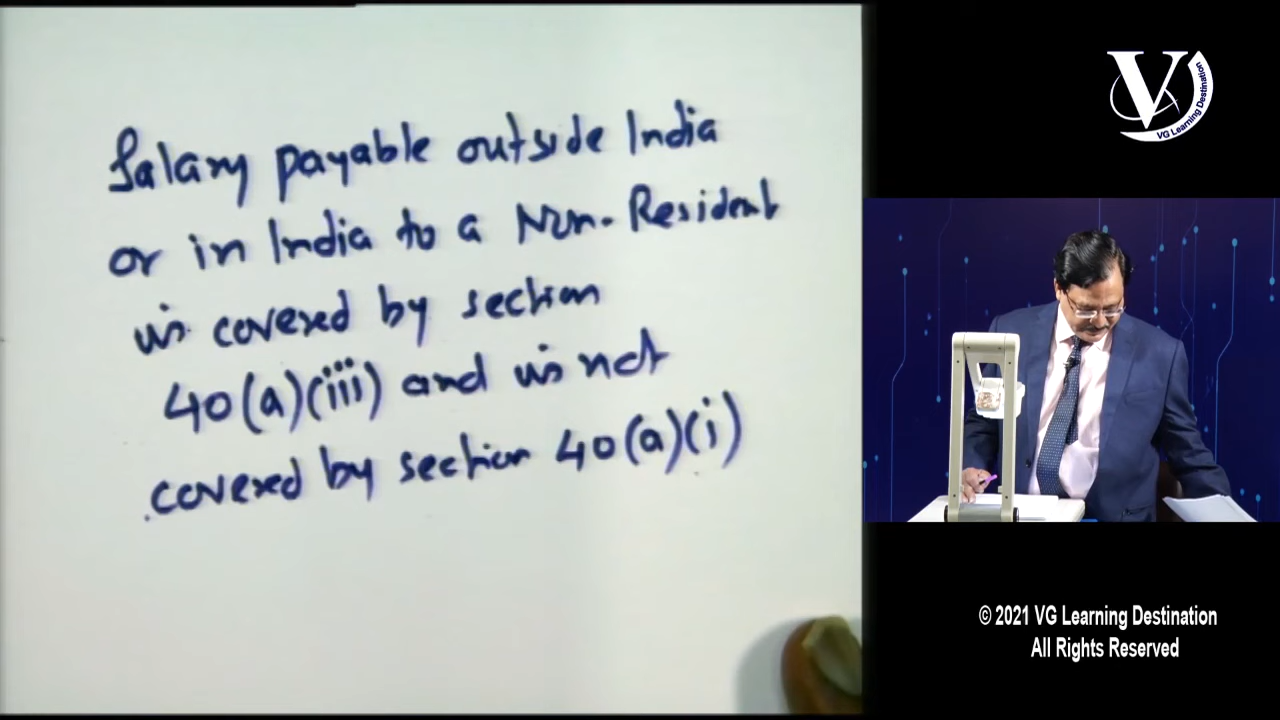 Salary payable outside India
or in India to a Non-Resident
is covered by section
40(a)(iii) and is not
covered by section 40(a)(i)
V
VG Learning Destination
© 2021 VG Learning Destination
All Rights Reserved